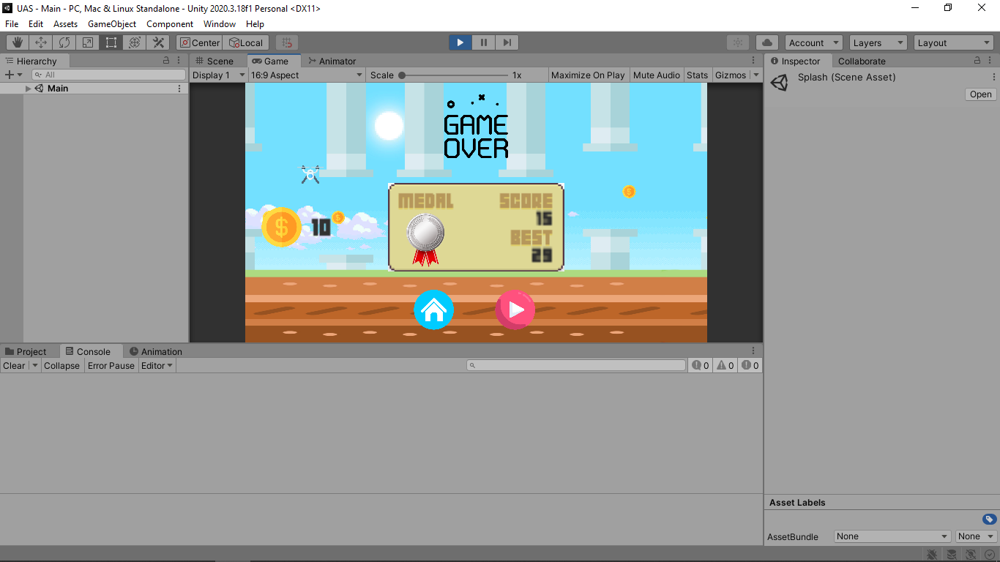 UAS - Main - PC, Mac & Linux Standalone - Unity 2020.3.18f1 Personal <DX11>
File Edit Assets GameObject Component Window Help
Center Local Account Layers Layout
Hierarchy
All
Main
Scene Game Animator
Display 1 16:9 Aspect Scale 1x Maximize On Play Mute Audio Stats Gizmos
GAME
OVER
MEDAL SCORE
15
BEST
29
$ 10
Inspector Collaborate
Splash (Scene Asset)
Open
Project Console Animation
Clear Collapse Error Pause Editor 0 0 0
Asset Labels
AssetBundle None None